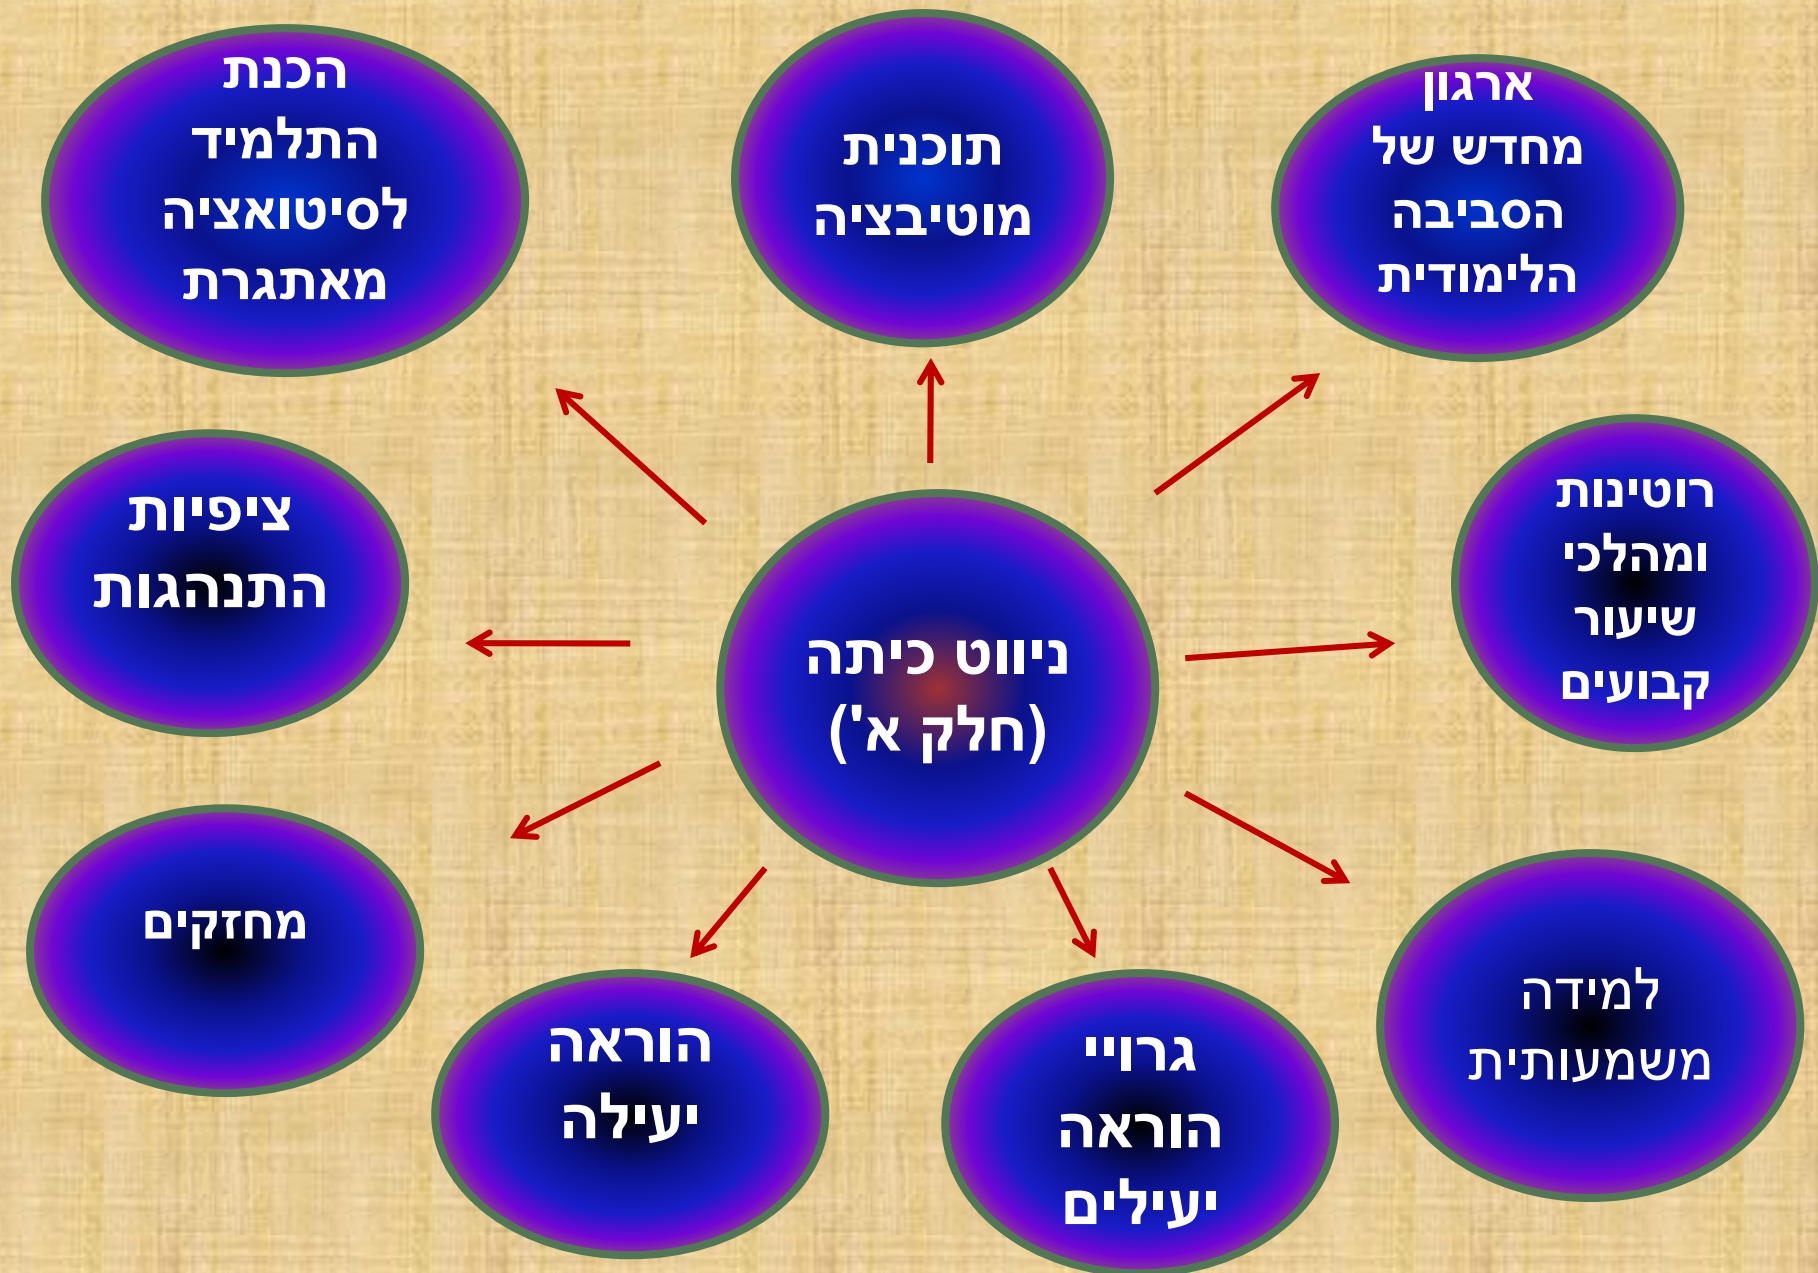 ארגון
מחדש של
הסביבה
הלימודית
תוכנית
מוטיבציה
הכנת
התלמיד
לסיטואציה
מאתגרת
רוטינות
ומהלכי
שיעור
קבועים
ניווט כיתה
(חלק א')
ציפיות
התנהגות
למידה
משמעותית
גרויי
הוראה
יעילים
הוראה
יעילה
מחזקים